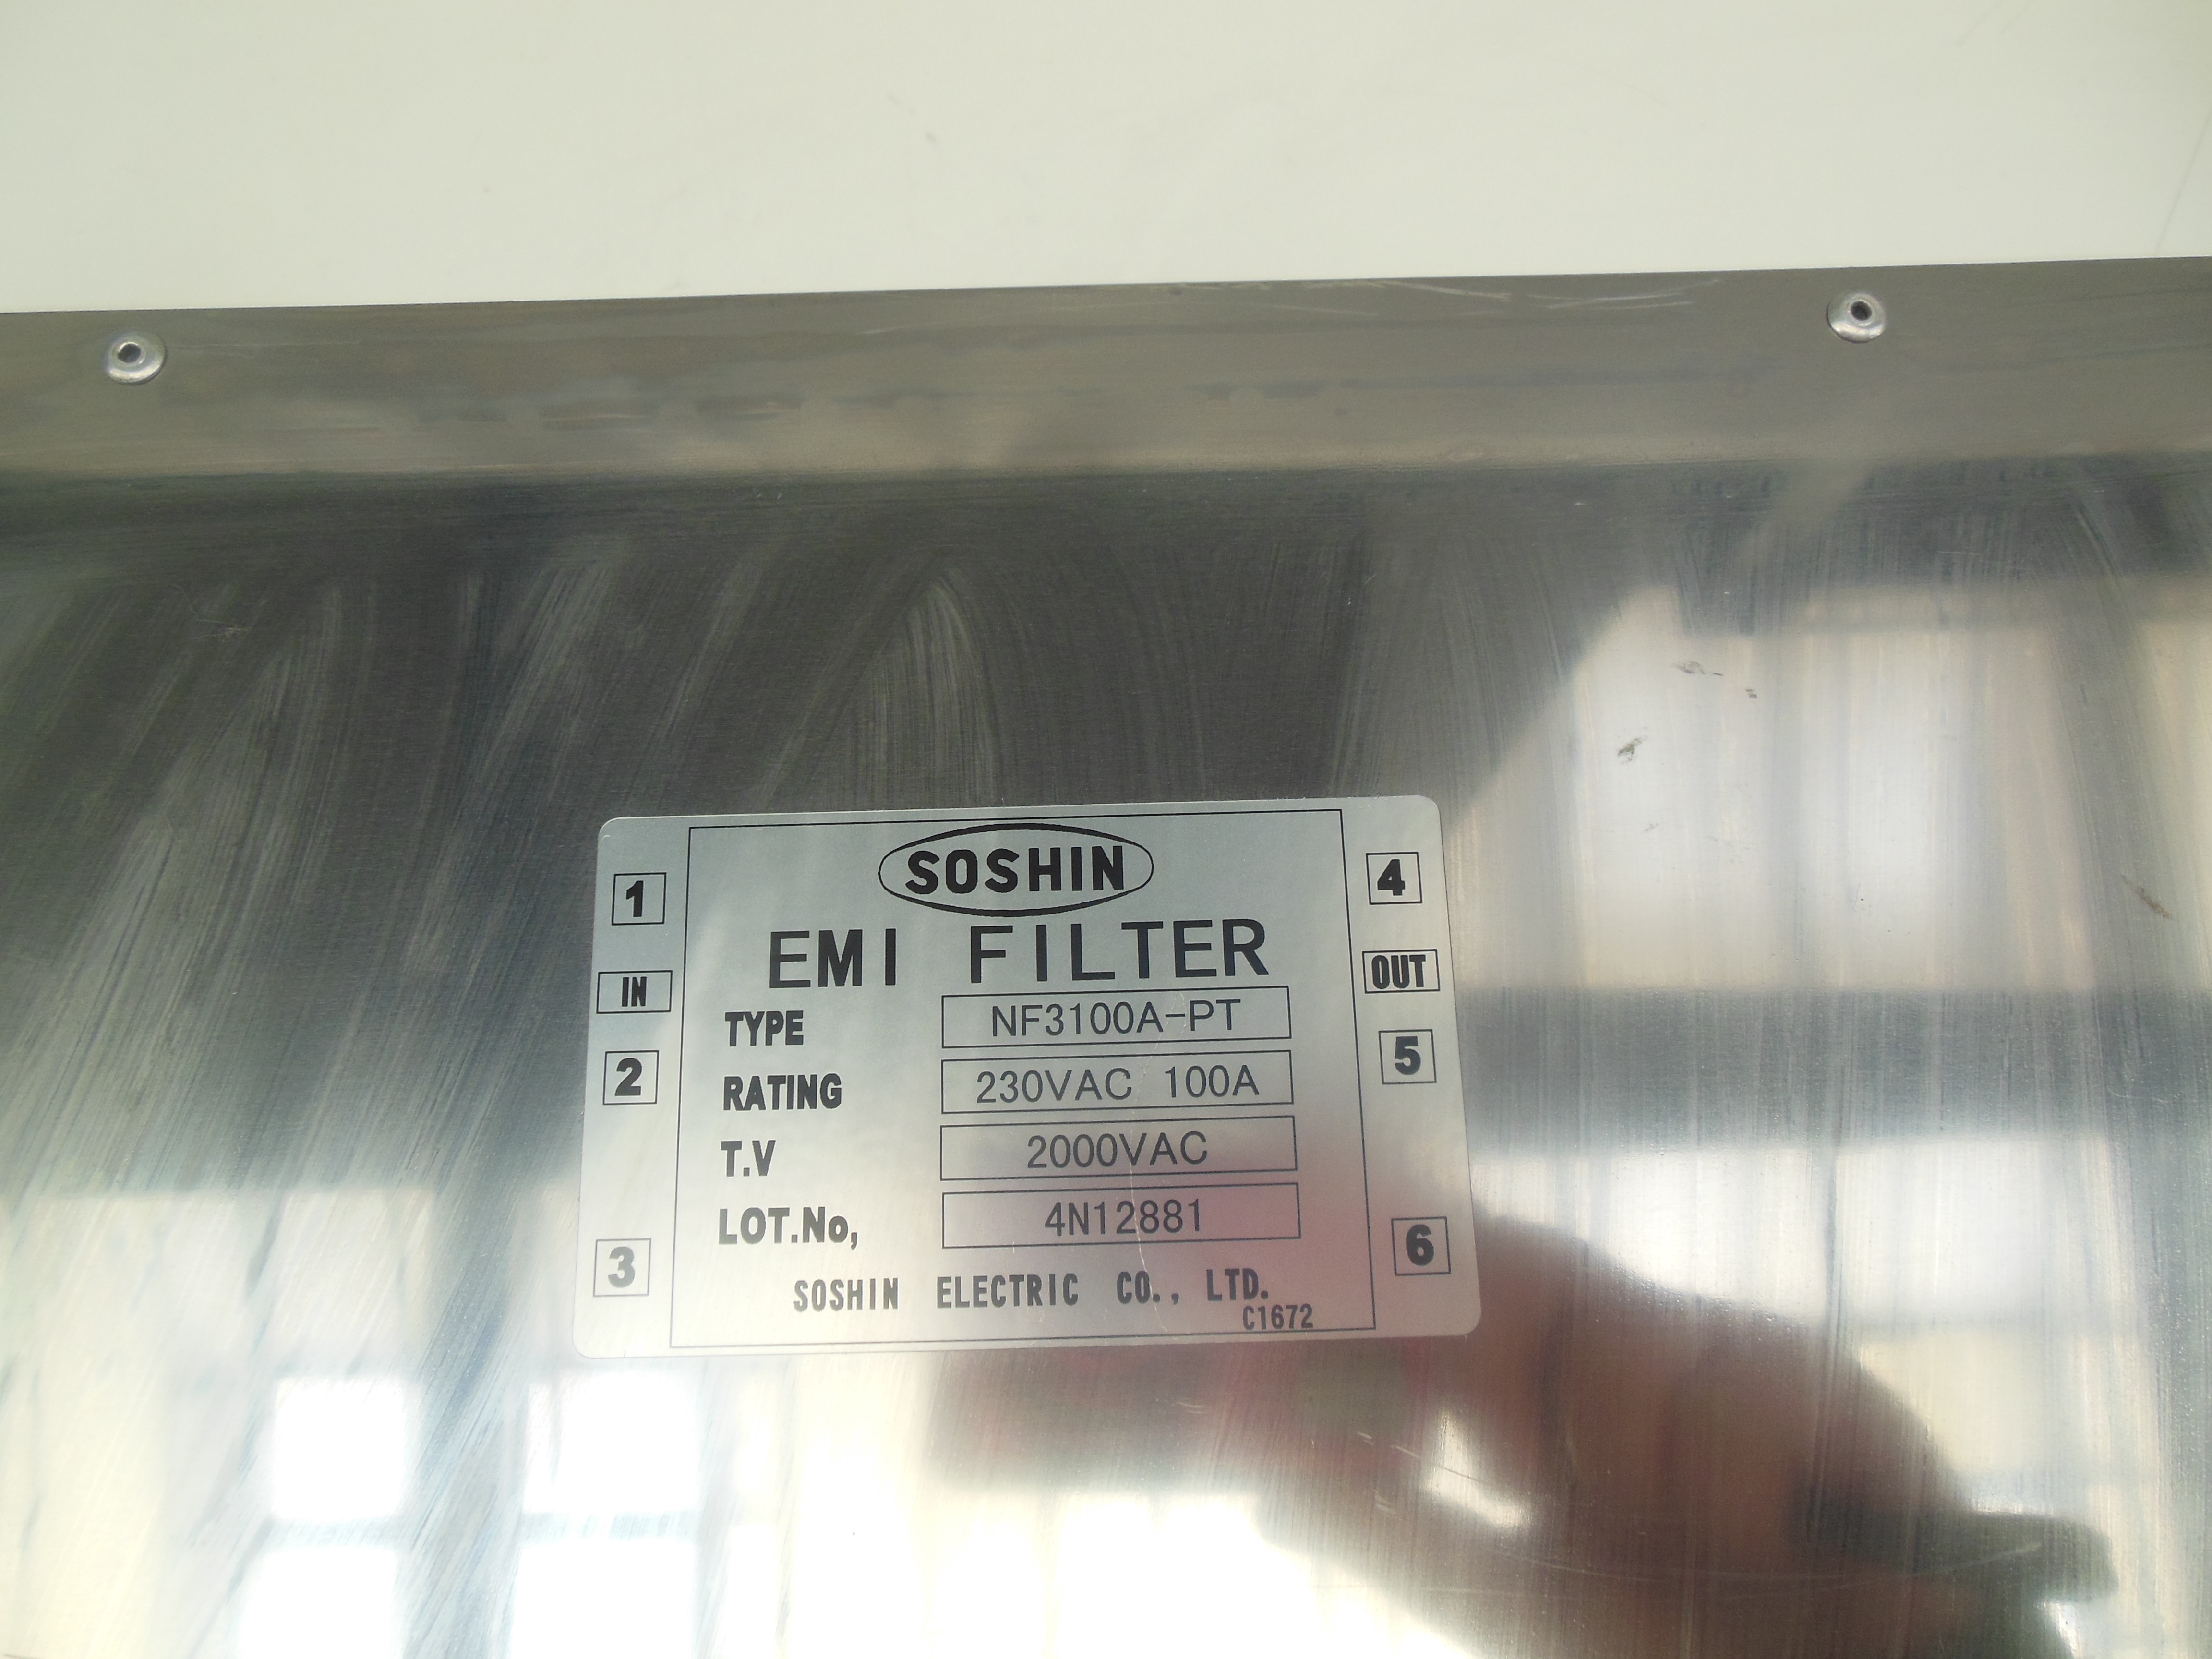 SOSHIN
EMI FILTER
1
IN
2
3
TYPE NF3100A-PT
RATING 230VAC 100A
T.V 2000VAC
LOT.No, 4N12881
SOSHIN ELECTRIC CO., LTD.
C1672
4
OUT
5
6